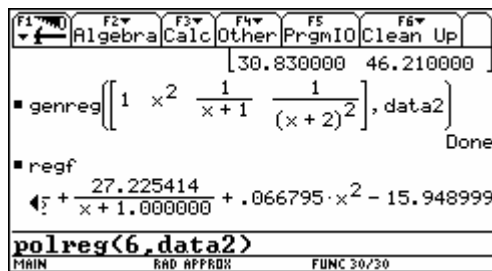 F1 F2 Algebra F3 Calc F4 Other F5 PrgmIO F6 Clean Up
30.830000 46.210000
genreg([1 x² 1/(x + 1) 1/(x + 2)²], data2)
Done
regf
+ 27.225414/(x + 1.000000) + .066795·x² − 15.948999
polreg(6,data2)
MAIN RAD APPROX FUNC 30/30